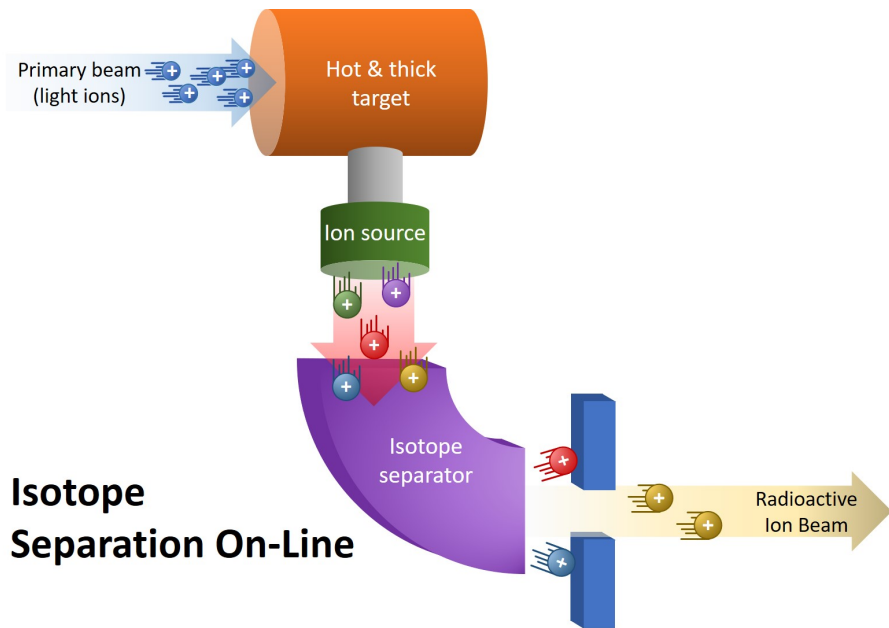 Primary beam
(light ions)
Hot & thick
target
Ion source
+
+
+
+
+
Isotope
separator
Isotope
Separation On-Line
Radioactive
Ion Beam